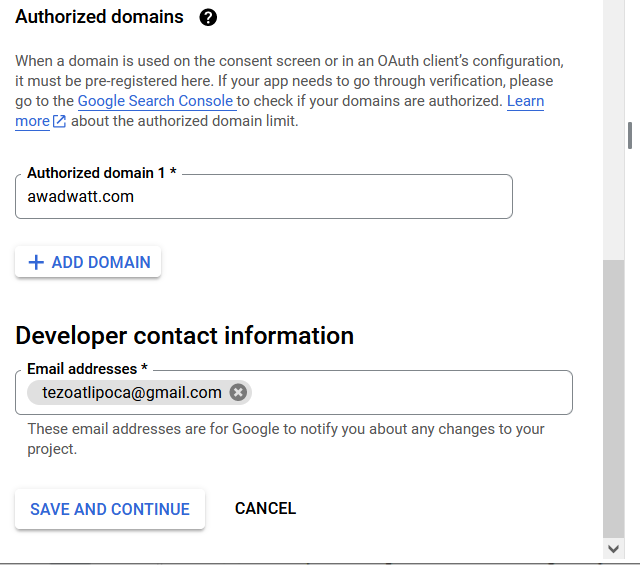 Authorized domains ?
When a domain is used on the consent screen or in an OAuth client's configuration,
it must be pre-registered here. If your app needs to go through verification, please
go to the Google Search Console to check if your domains are authorized. Learn
more about the authorized domain limit.
Authorized domain 1 *
awadwatt.com
+ ADD DOMAIN
Developer contact information
Email addresses *
tezoatlipoca@gmail.com
These email addresses are for Google to notify you about any changes to your
project.
SAVE AND CONTINUE CANCEL